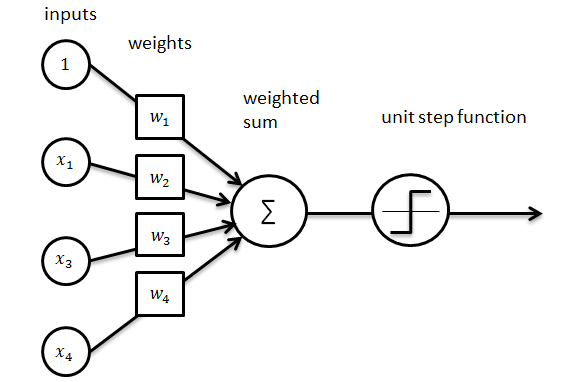 inputs
weights
1
w₁
weighted
sum
unit step function
x₁
w₂
Σ
w₃
x₃
w₄
x₄